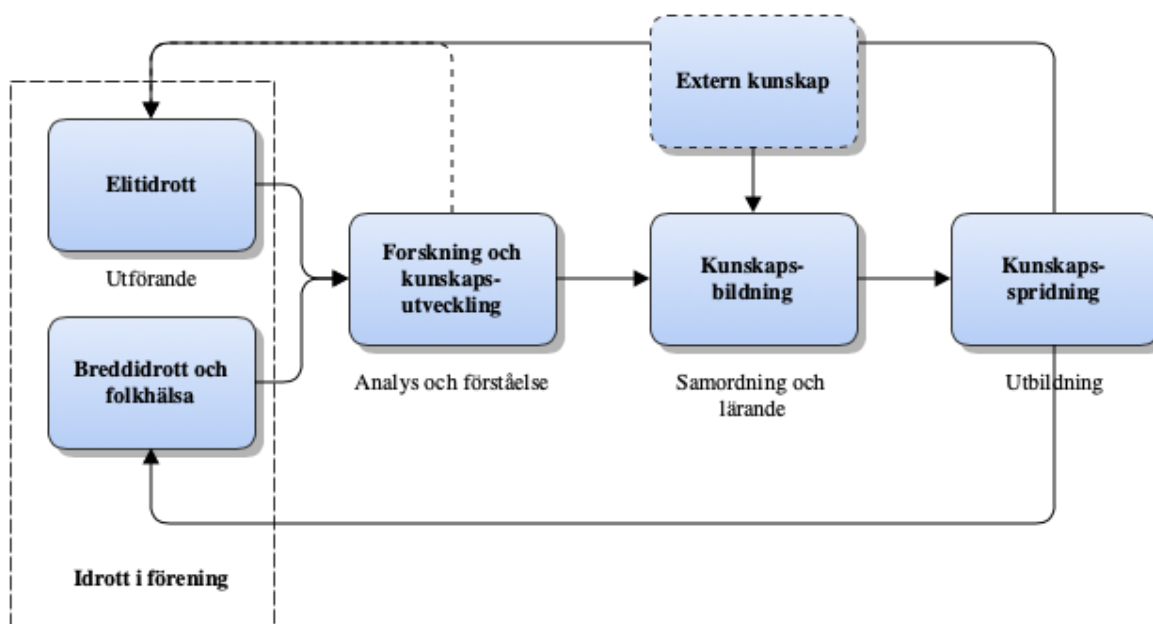 Extern kunskap
Elitidrott
Utförande
Forskning och
kunskaps-
utveckling
Analys och förståelse
Kunskaps-
bildning
Samordning och
lärande
Kunskaps-
spridning
Utbildning
Breddidrott och
folkhälsa
Idrott i förening